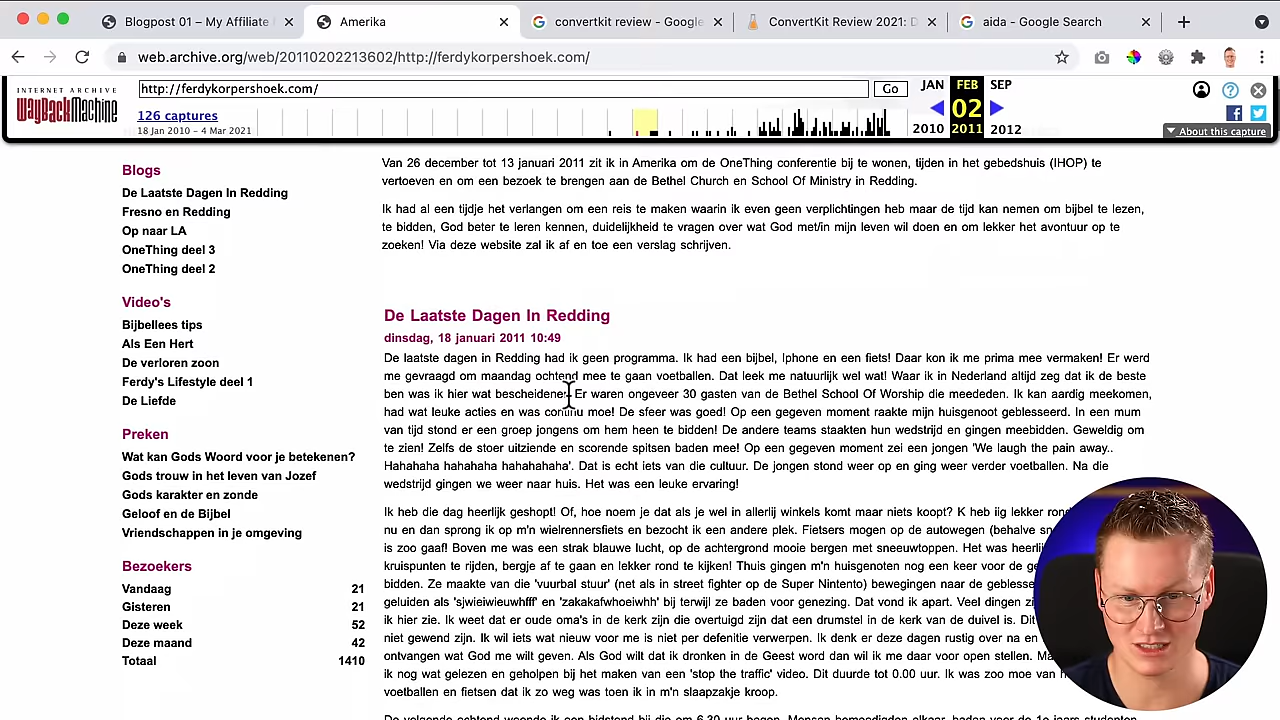 Blogpost 01 – My Affiliate
Amerika
convertkit review - Google
ConvertKit Review 2021: D
aida - Google Search
web.archive.org/web/20110202213602/http://ferdykorpershoek.com/
INTERNET ARCHIVE
WayBackMachine
http://ferdykorpershoek.com/
Go
126 captures
18 Jan 2010 - 4 Mar 2021
JAN FEB SEP
02
2010 2011 2012
About this capture
Blogs
De Laatste Dagen In Redding
Fresno en Redding
Op naar LA
OneThing deel 3
OneThing deel 2
Video's
Bijbellees tips
Als Een Hert
De verloren zoon
Ferdy's Lifestyle deel 1
De Liefde
Preken
Wat kan Gods Woord voor je betekenen?
Gods trouw in het leven van Jozef
Gods karakter en zonde
Geloof en de Bijbel
Vriendschappen in je omgeving
Bezoekers
Vandaag 21
Gisteren 21
Deze week 52
Deze maand 42
Totaal 1410
Van 26 december tot 13 januari 2011 zit ik in Amerika om de OneThing conferentie bij te wonen, tijden in het gebedshuis (IHOP) te
vertoeven en om een bezoek te brengen aan de Bethel Church en School Of Ministry in Redding.
Ik had al een tijdje het verlangen om een reis te maken waarin ik even geen verplichtingen heb maar de tijd kan nemen om bijbel te lezen,
te bidden, God beter te leren kennen, duidelijkheid te vragen over wat God met/in mijn leven wil doen en om lekker het avontuur op te
zoeken! Via deze website zal ik af en toe een verslag schrijven.
De Laatste Dagen In Redding
dinsdag, 18 januari 2011 10:49
De laatste dagen in Redding had ik geen programma. Ik had een bijbel, Iphone en een fiets! Daar kon ik me prima mee vermaken! Er werd
me gevraagd om maandag ochtend mee te gaan voetballen. Dat leek me natuurlijk wel wat! Waar ik in Nederland altijd zeg dat ik de beste
ben was ik hier wat bescheidener. Er waren ongeveer 30 gasten van de Bethel School Of Worship die meededen. Ik kan aardig meekomen,
had wat leuke acties en was continu moe! De sfeer was goed! Op een gegeven moment raakte mijn huisgenoot geblesseerd. In een mum
van tijd stond er een groep jongens om hem heen te bidden! De andere teams staakten hun wedstrijd en gingen meebidden. Geweldig om
te zien! Zelfs de stoer uitziende en scorende spitsen baden mee! Op een gegeven moment zei een jongen 'We laugh the pain away..
Hahahaha hahahaha hahahahaha'. Dat is echt iets van die cultuur. De jongen stond weer op en ging weer verder voetballen. Na die
wedstrijd gingen we weer naar huis. Het was een leuke ervaring!
Ik heb die dag heerlijk geshopt! Of, hoe noem je dat als je wel in allerlij winkels komt maar niets koopt? K heb iig lekker
nu en dan sprong ik op m'n wielrennersfiets en bezocht ik een andere plek. Fietsers mogen op de autowegen (behalve
is zoo gaaf! Boven me was een strak blauwe lucht, op de achtergrond mooie bergen met sneeuwtoppen. Het was
kruispunten te rijden, bergje af te gaan en lekker rond te kijken! Thuis gingen m'n huisgenoten nog een keer voor de
bidden. Ze maakte van die 'vuurbal stuur' (net als in street fighter op de Super Nintento) bewegingen naar de
geluiden als 'sjwieiwieuwhfff' en 'zakakafwhoeiwhh' bij terwijl ze baden voor genezing. Dat vond ik apart. Veel dingen
ik hier zie. Ik weet dat er oude oma's in de kerk zijn die overtuigd zijn dat een drumstel in de kerk van de duivel is. Dit
niet gewend zijn. Ik wil iets wat nieuw voor me is niet per defenitie verwerpen. Ik denk er deze dagen rustig over na en
ontvangen wat God me wilt geven. Als God wilt dat ik dronken in de Geest word dan wil ik me daar voor open stellen.
ik nog wat gelezen en geholpen bij het maken van een 'stop the traffic' video. Dit duurde tot 0.00 uur. Ik was zoo moe van
voetballen en fietsen dat ik zo weg was toen ik in m'n slaapzakje kroop.